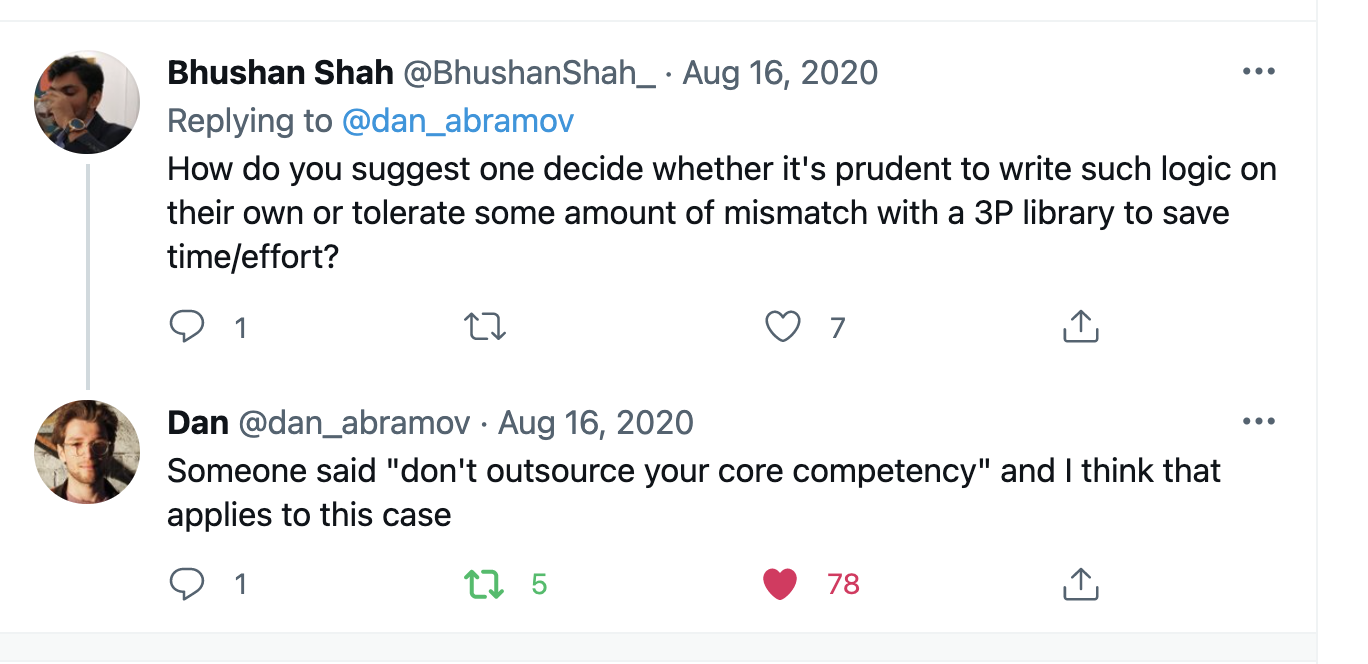 Bhushan Shah @BhushanShah_ · Aug 16, 2020
Replying to @dan_abramov
How do you suggest one decide whether it's prudent to write such logic on
their own or tolerate some amount of mismatch with a 3P library to save
time/effort?
1 7
Dan @dan_abramov · Aug 16, 2020
Someone said "don't outsource your core competency" and I think that
applies to this case
1 5 78